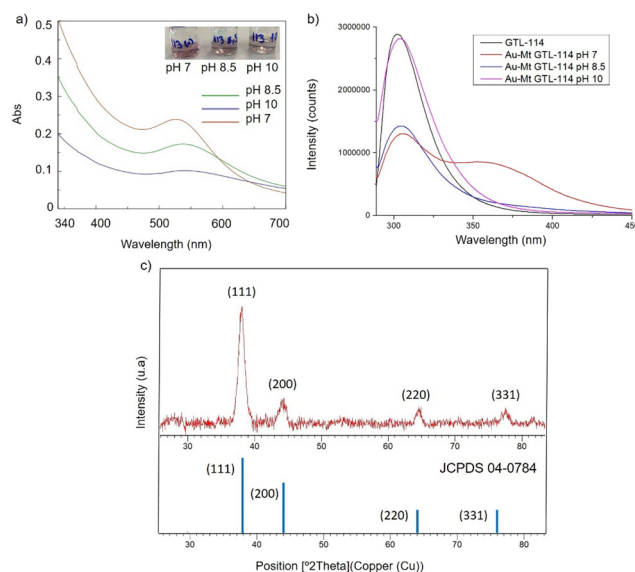 a)
0.5
0.4
0.3
0.2
0.1
0
Abs
pH 7 pH 8.5 pH 10
pH 8.5
pH 10
pH 7
340 400 500 600 700
Wavelength (nm)
b)
3000000
2000000
1000000
0
Intensity (counts)
GTL-114
Au-Mt GTL-114 pH 7
Au-Mt GTL-114 pH 8.5
Au-Mt GTL-114 pH 10
300 350 400 450
Wavelength (nm)
c)
Intensity (u.a)
(111)
(200)
(220)
(331)
30 40 50 60 70 80
JCPDS 04-0784
(111)
(200)
(220)
(331)
30 40 50 60 70 80
Position [º2Theta](Copper (Cu))